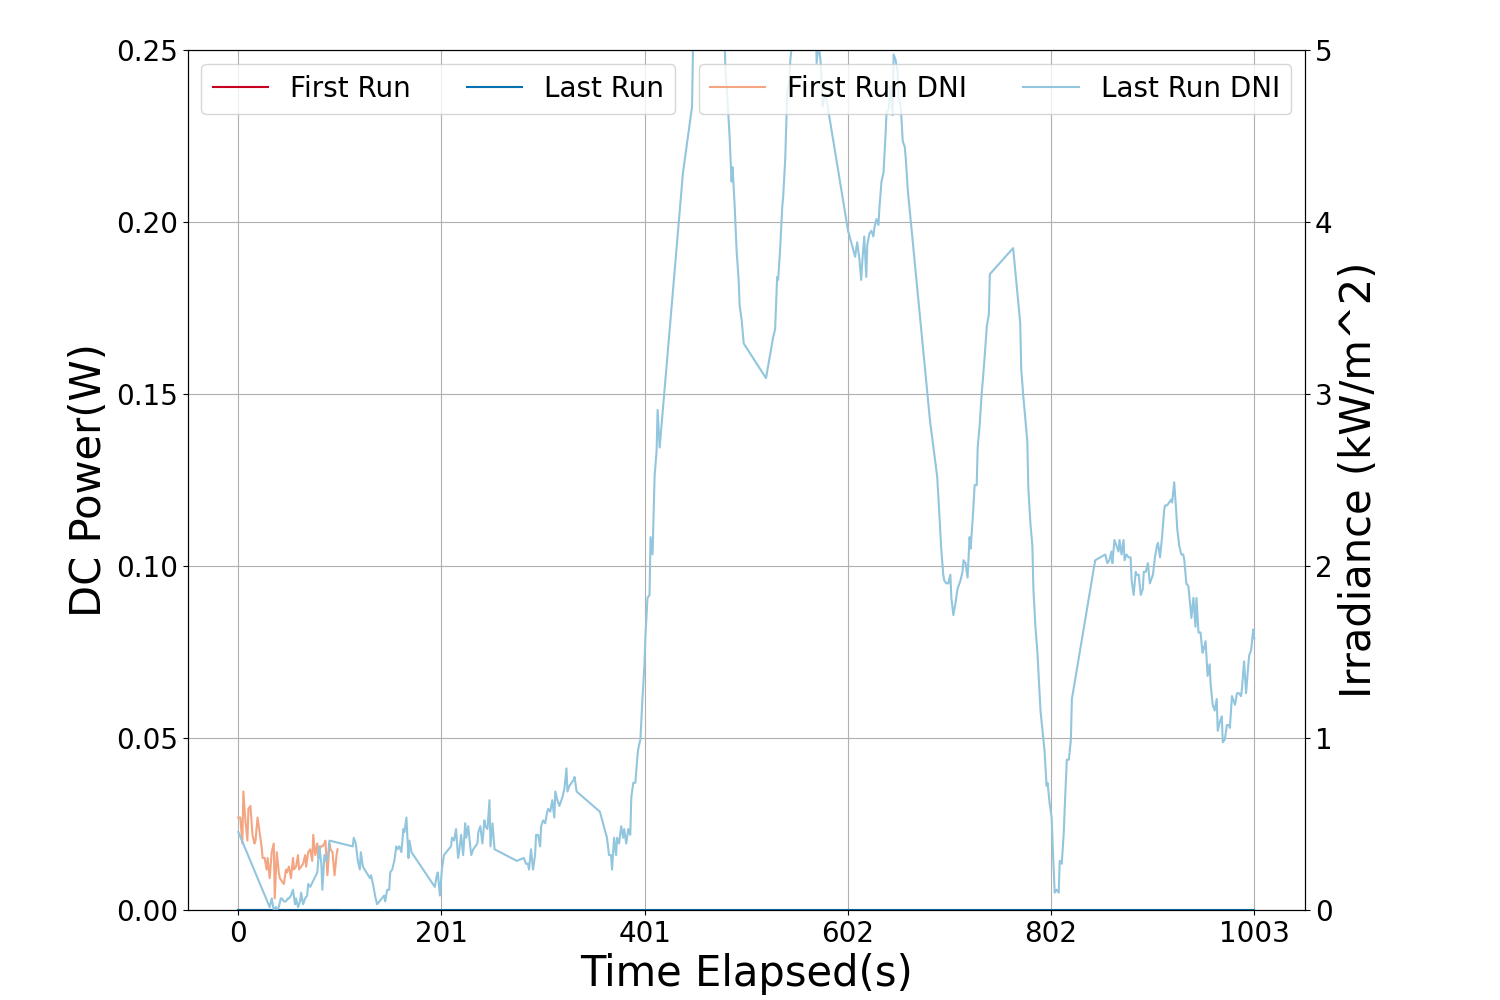 First Run Last Run First Run DNI Last Run DNI
DC Power(W)
0.25
0.20
0.15
0.10
0.05
0.00
5
4
3
2
1
0
Irradiance (kW/m^2)
0 201 401 602 802 1003
Time Elapsed(s)